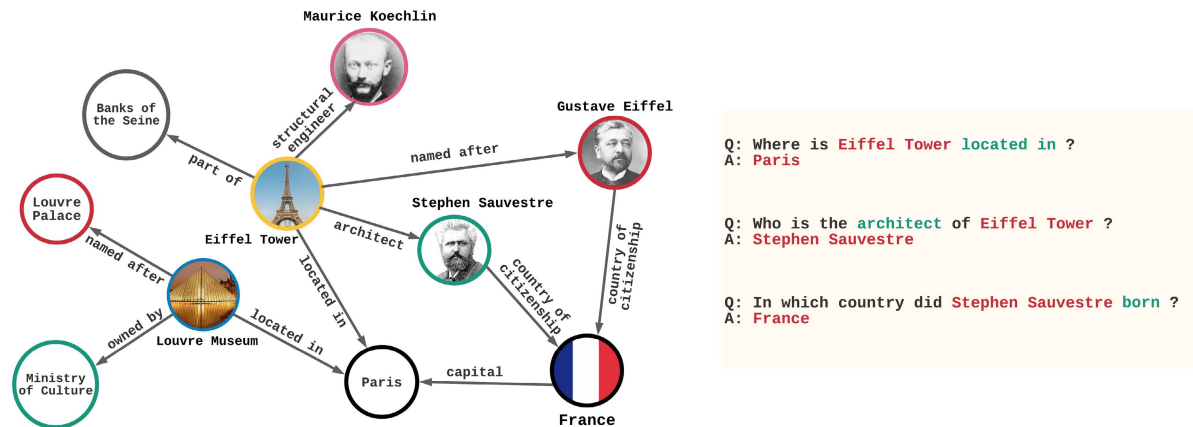 Maurice Koechlin
Banks of
the Seine
structural
engineer
Gustave Eiffel
part of
named after
Louvre
Palace
Stephen Sauvestre
architect
Eiffel Tower
named after
located in
country of
citizenship
country of
citizenship
owned by
located in
Louvre Museum
Ministry
of Culture
Paris
capital
France
Q: Where is Eiffel Tower located in ?
A: Paris
Q: Who is the architect of Eiffel Tower ?
A: Stephen Sauvestre
Q: In which country did Stephen Sauvestre born ?
A: France